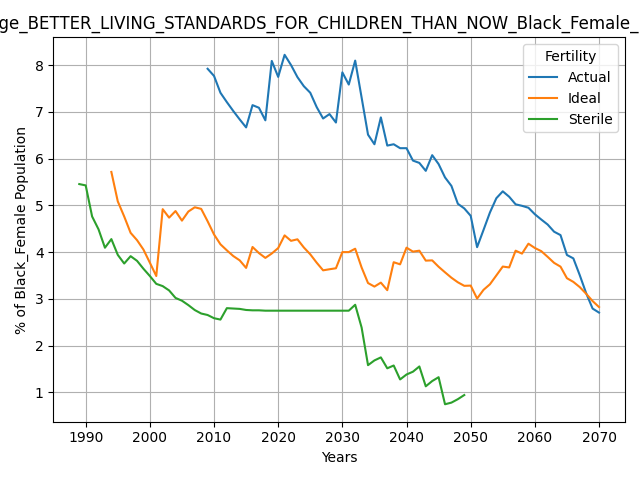 ge_BETTER_LIVING_STANDARDS_FOR_CHILDREN_THAN_NOW_Black_Female_
Fertility
Actual
Ideal
Sterile
% of Black_Female Population
8
7
6
5
4
3
2
1
1990 2000 2010 2020 2030 2040 2050 2060 2070
Years